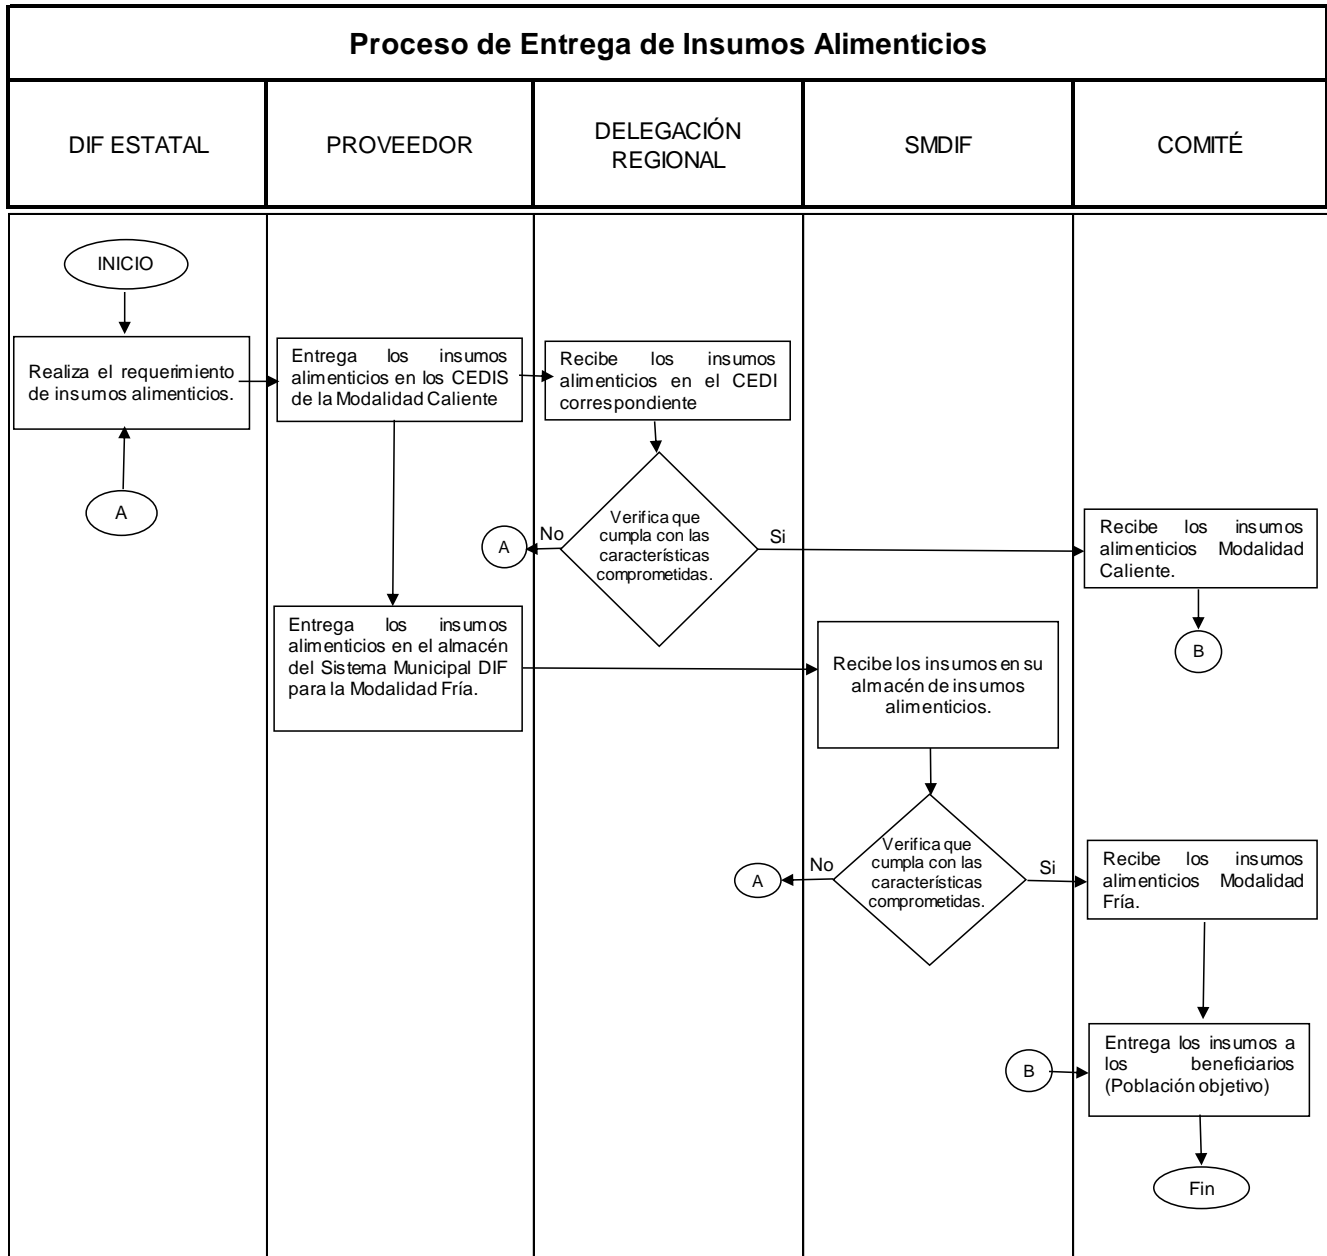 Proceso de Entrega de Insumos Alimenticios
DIF ESTATAL
PROVEEDOR
DELEGACIÓN
REGIONAL
SMDIF
COMITÉ
INICIO
Realiza el requerimiento
de insumos alimenticios.
A
Entrega los insumos
alimenticios en los CEDIS
de la Modalidad Caliente
Recibe los insumos
alimenticios en el CEDI
correspondiente
Verifica que
cumpla con las
características
comprometidas.
No
A
Si
Recibe los insumos
alimenticios Modalidad
Caliente.
B
Entrega los insumos
alimenticios en el almacén
del Sistema Municipal DIF
para la Modalidad Fría.
Recibe los insumos en su
almacén de insumos
alimenticios.
Verifica que
cumpla con las
características
comprometidas.
No
A
Si
Recibe los insumos
alimenticios Modalidad
Fría.
B
Entrega los insumos a
los beneficiarios
(Población objetivo)
Fin